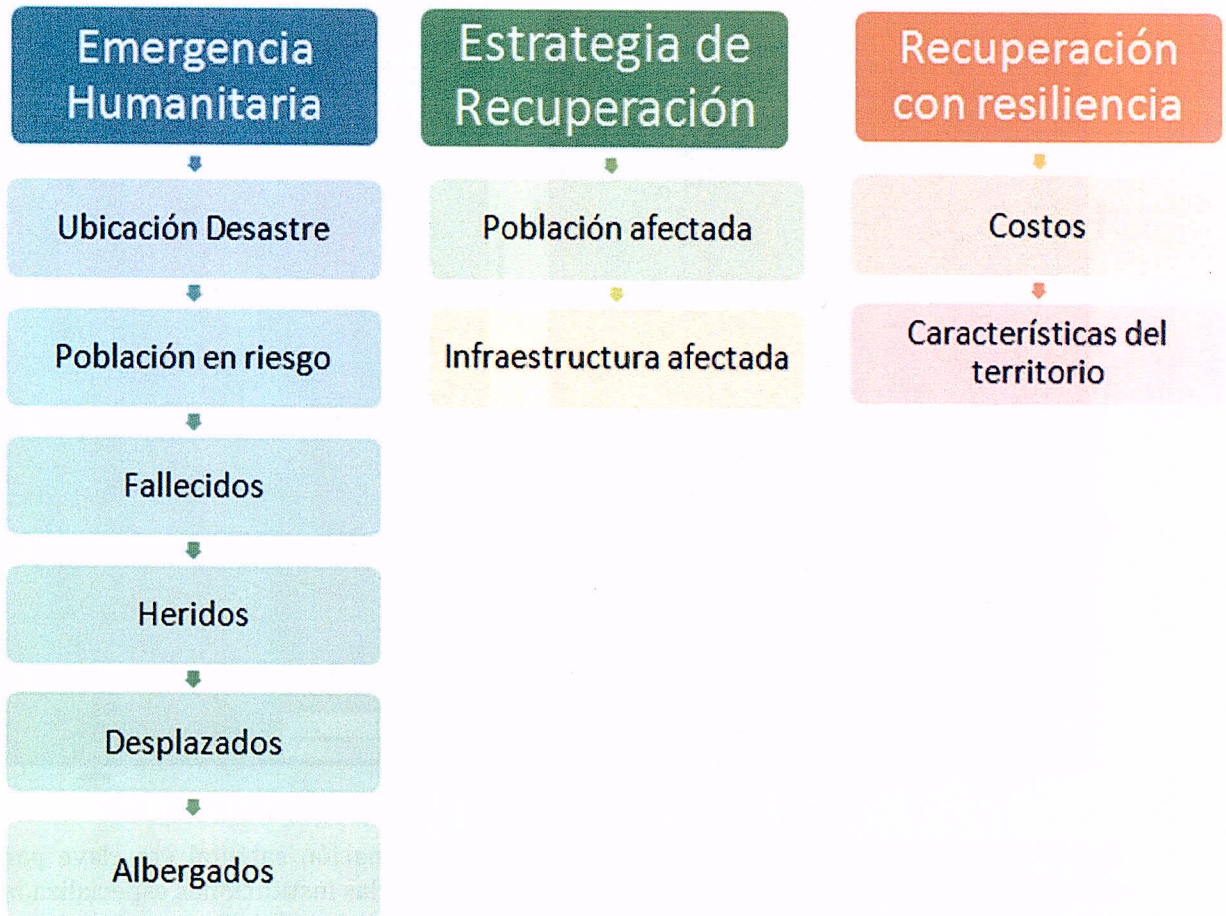 Emergencia
Humanitaria
Ubicación Desastre
Población en riesgo
Fallecidos
Heridos
Desplazados
Albergados
Estrategia de
Recuperación
Población afectada
Infraestructura afectada
Recuperación
con resiliencia
Costos
Característícas del
territorio